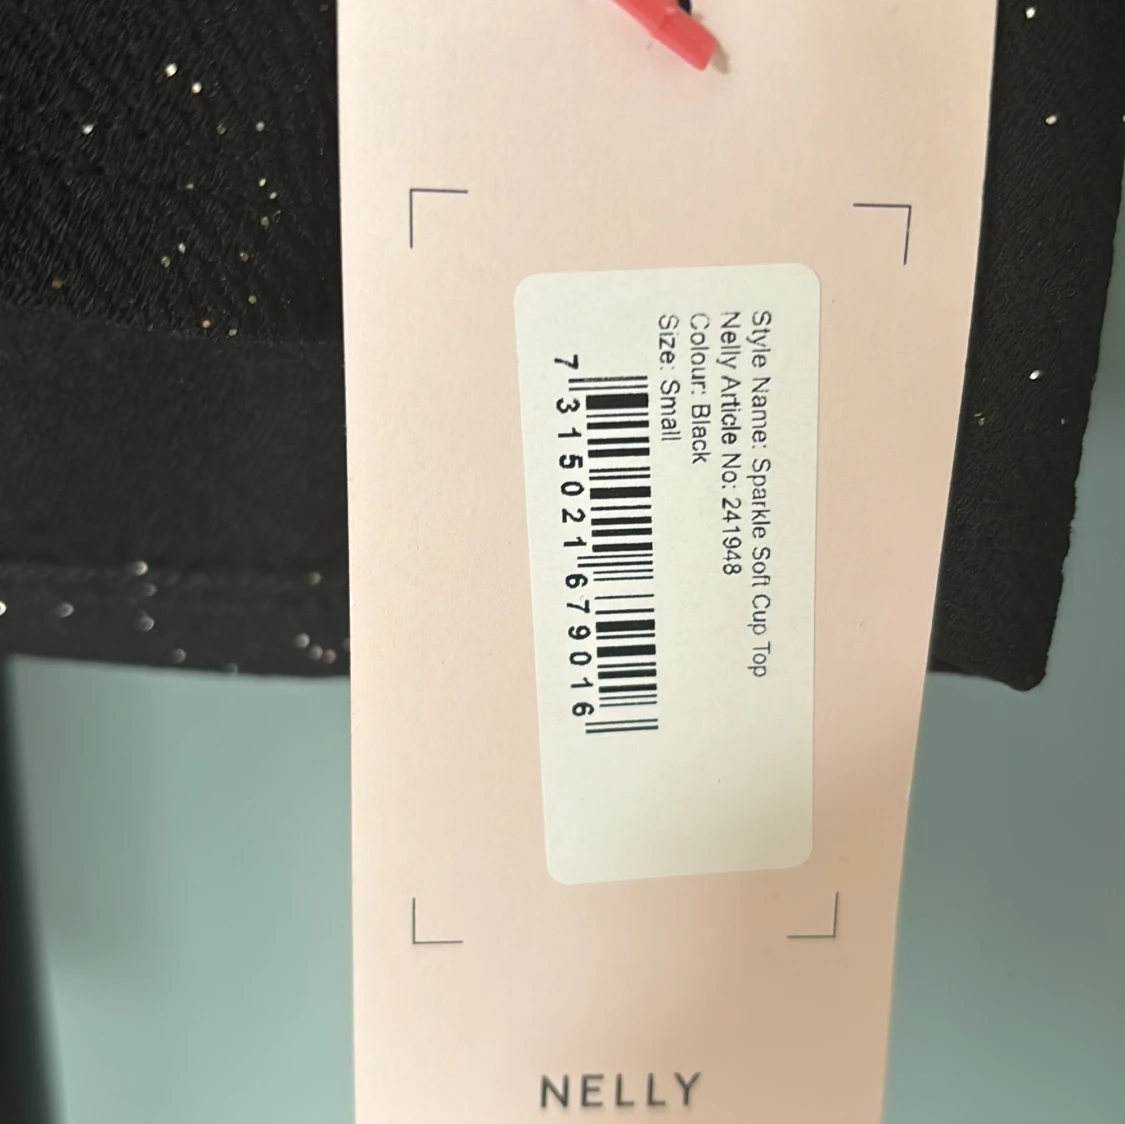 Style Name: Sparkle Soft Cup Top
Nelly Article No: 241948
Colour: Black
Size: Small
7 315021 679016
NELLY